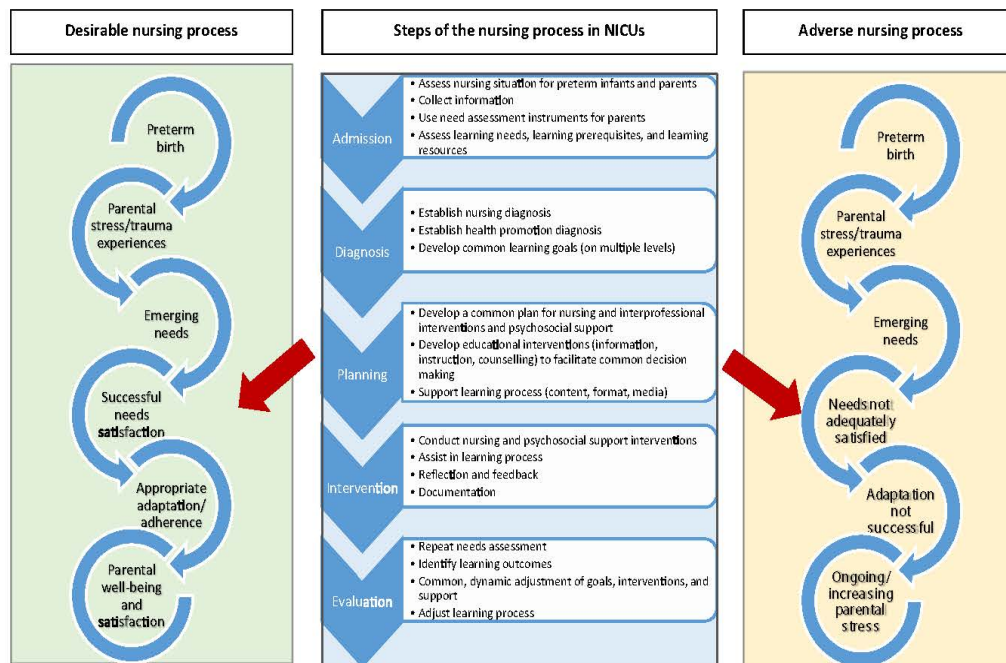 Desirable nursing process
Steps of the nursing process in NICUs
Adverse nursing process
Preterm
birth
Parental
stress/trauma
experiences
Emerging
needs
Successful
needs
satisfaction
Appropriate
adaptation/
adherence
Parental
well-being
and
satisfaction
Admission
• Assess nursing situation for preterm infants and parents
• Collect information
• Use need assessment instruments for parents
• Assess learning needs, learning prerequisites, and learning
resources
Diagnosis
• Establish nursing diagnosis
• Establish health promotion diagnosis
• Develop common learning goals (on multiple levels)
Planning
• Develop a common plan for nursing and interprofessional
interventions and psychosocial support
• Develop educational interventions (information,
instruction, counselling) to facilitate common decision
making
• Support learning process (content, format, media)
Intervention
• Conduct nursing and psychosocial support interventions
• Assist in learning process
• Reflection and feedback
• Documentation
Evaluation
• Repeat needs assessment
• Identify learning outcomes
• Common, dynamic adjustment of goals, interventions, and
support
• Adjust learning process
Preterm
birth
Parental
stress/trauma
experiences
Emerging
needs
Needs not
adequately
satisfied
Adaptation
not
successful
Ongoing/
increasing
parental
stress